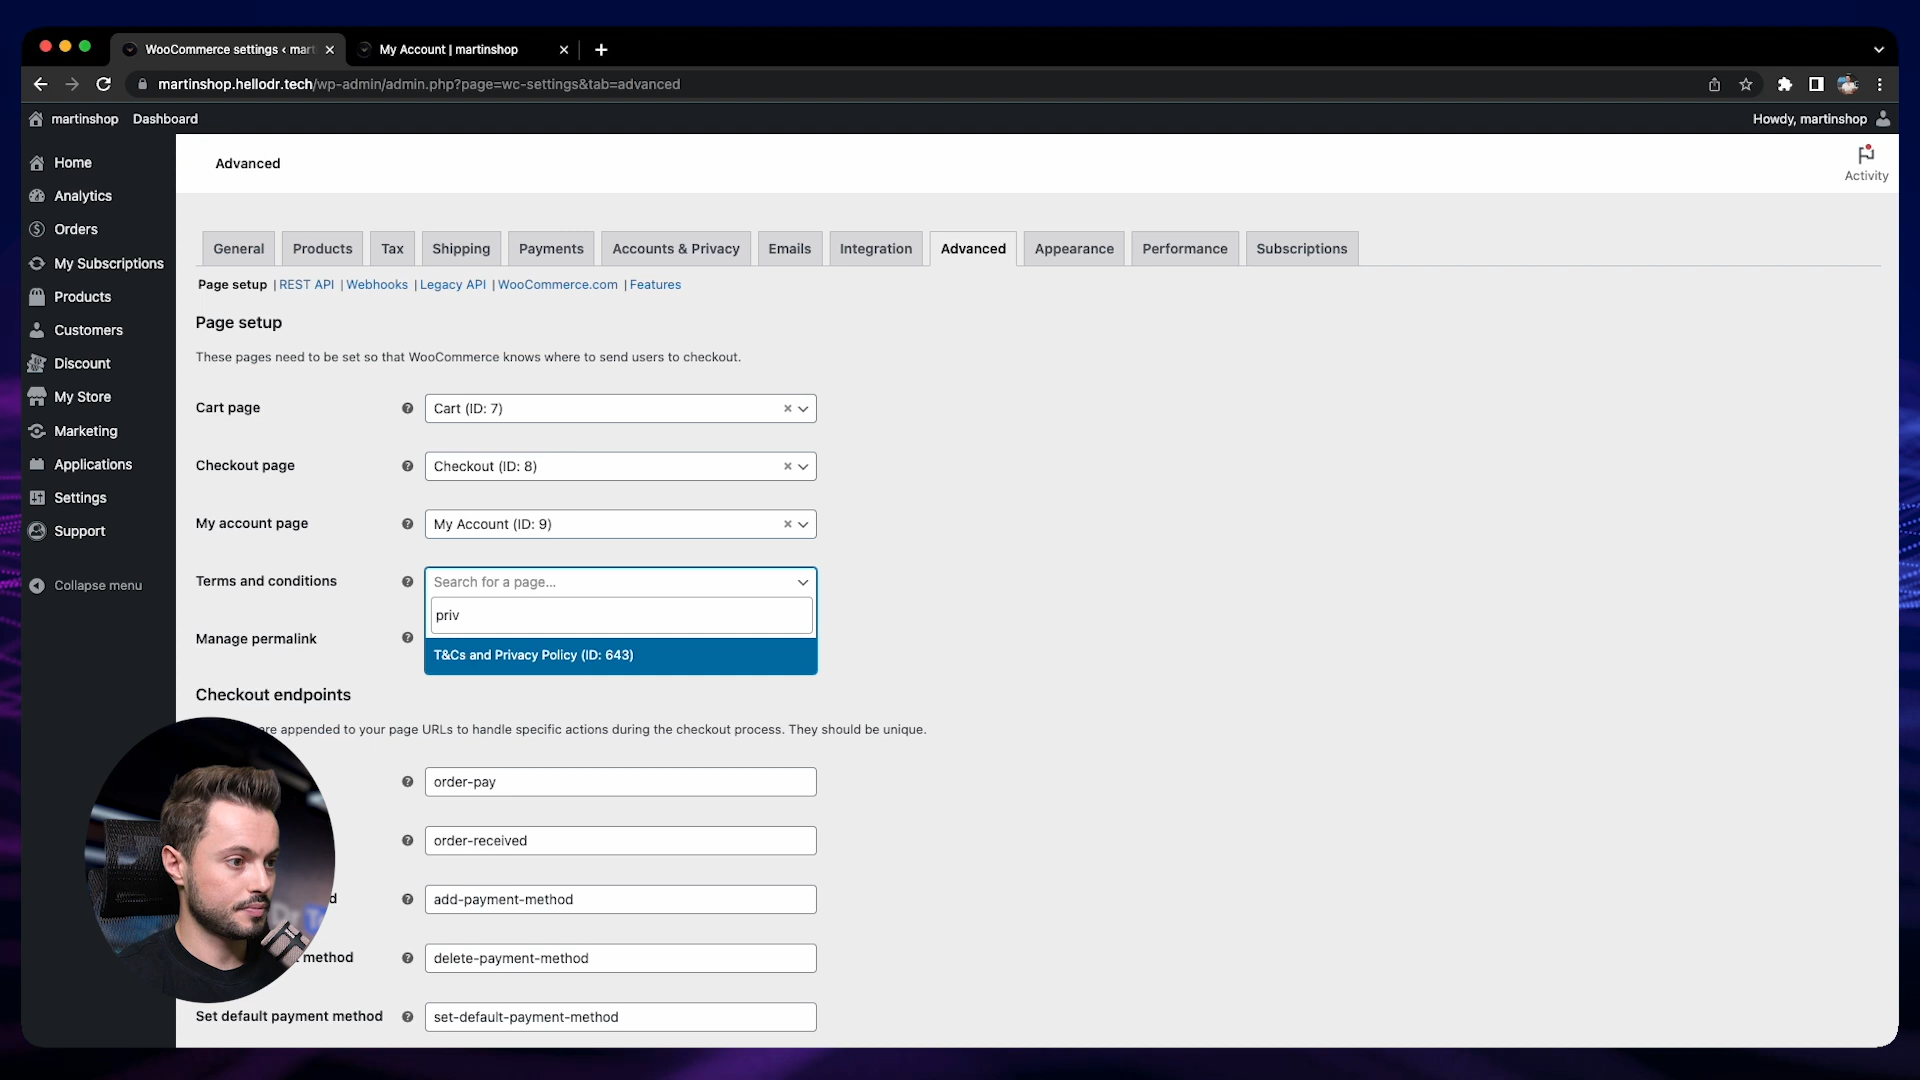 WooCommerce settings ‹ mart
My Account | martinshop
martinshop.hellodr.tech/wp-admin/admin.php?page=wc-settings&tab=advanced
martinshop Dashboard Howdy, martinshop
Home
Analytics
Orders
My Subscriptions
Products
Customers
Discount
My Store
Marketing
Applications
Settings
Support
Collapse menu
Advanced
Activity
General Products Tax Shipping Payments Accounts & Privacy Emails Integration Advanced Appearance Performance Subscriptions
Page setup | REST API | Webhooks | Legacy API | WooCommerce.com | Features
Page setup
These pages need to be set so that WooCommerce knows where to send users to checkout.
Cart page Cart (ID: 7)
Checkout page Checkout (ID: 8)
My account page My Account (ID: 9)
Terms and conditions Search for a page...
priv
Manage permalink
T&Cs and Privacy Policy (ID: 643)
Checkout endpoints
appended to your page URLs to handle specific actions during the checkout process. They should be unique.
order-pay
order-received
add-payment-method
method delete-payment-method
Set default payment method set-default-payment-method